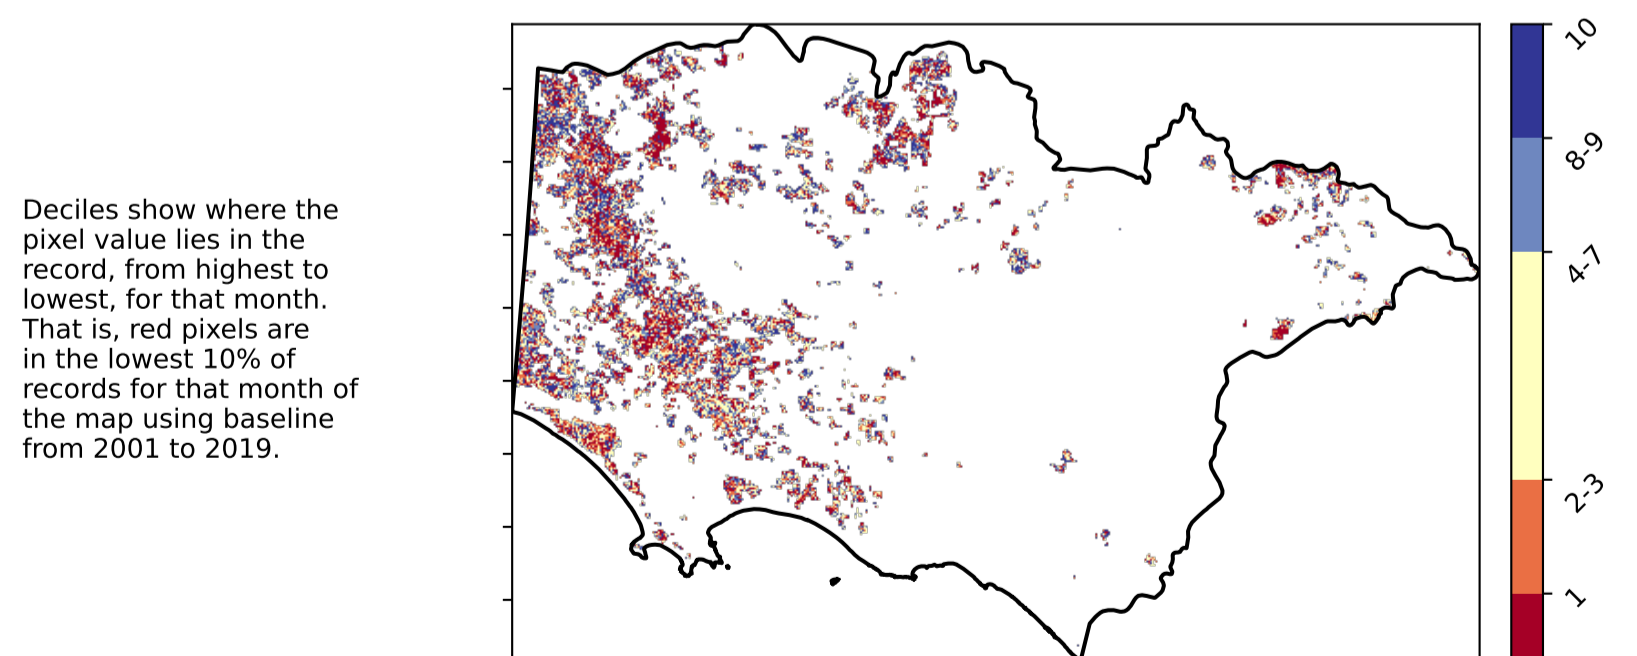 Deciles show where the
pixel value lies in the
record, from highest to
lowest, for that month.
That is, red pixels are
in the lowest 10% of
records for that month of
the map using baseline
from 2001 to 2019.
10
8-9
4-7
2-3
1